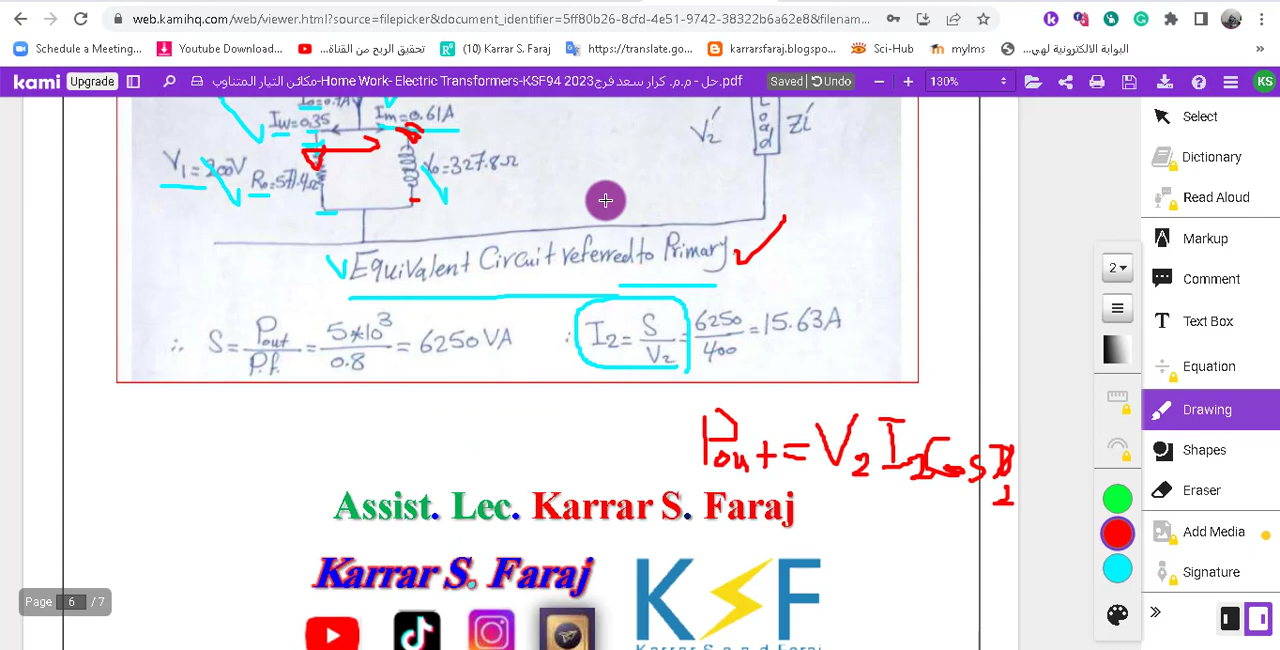 web.kamihq.com/web/viewer.html?source=filepicker&document_identifier=5ff80b26-8cfd-4e51-9742-38322b6a62e8&filenam...
Schedule a Meeting...
Youtube Download...
تحقيق الربح من القناة...
(10) Karrar S. Faraj
https://translate.go...
karrarsfaraj.blogspo...
Sci-Hub
mylms
البوابة الالكترونية لهي...
»
kami
Upgrade
حل - م.م. كرار سعد فرج2023 Home Work- Electric Transformers-KSF94-مكائن التيار المتناوب.pdf
Saved
Undo
130%
KS
Iw=0.35
Im=0.61A
V1=200V
R0=571.4Ω
X0=327.8Ω
V2'
Load
Z2'
Equivalent Circuit referred to Primary
∴ S = Pout/P.f. = 5*10³/0.8 = 6250 VA
∴ I2 = S/V2 = 6250/400 = 15.63A
Pout = V2 I2 Cos Ø2
Assist. Lec. Karrar S. Faraj
Karrar S. Faraj
KSF
Page 6 / 7
2
Select
Dictionary
Read Aloud
Markup
Comment
Text Box
Equation
Drawing
Shapes
Eraser
Add Media
Signature
»